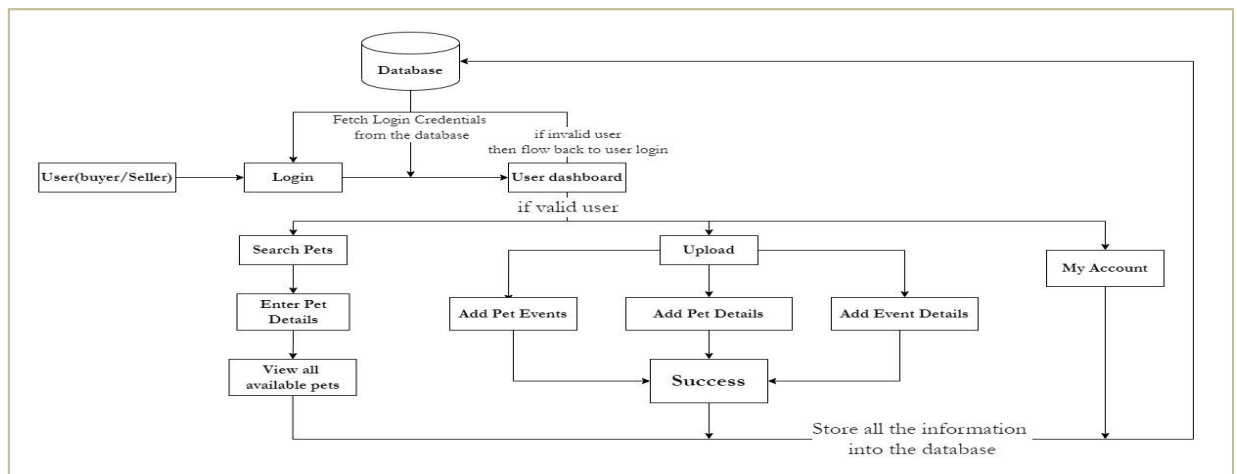 Database
Fetch Login Credentials
from the database
if invalid user
then flow back to user login
User(buyer/Seller)
Login
User dashboard
if valid user
Search Pets
Upload
My Account
Enter Pet
Details
Add Pet Events
Add Pet Details
Add Event Details
View all
available pets
Success
Store all the information
into the database